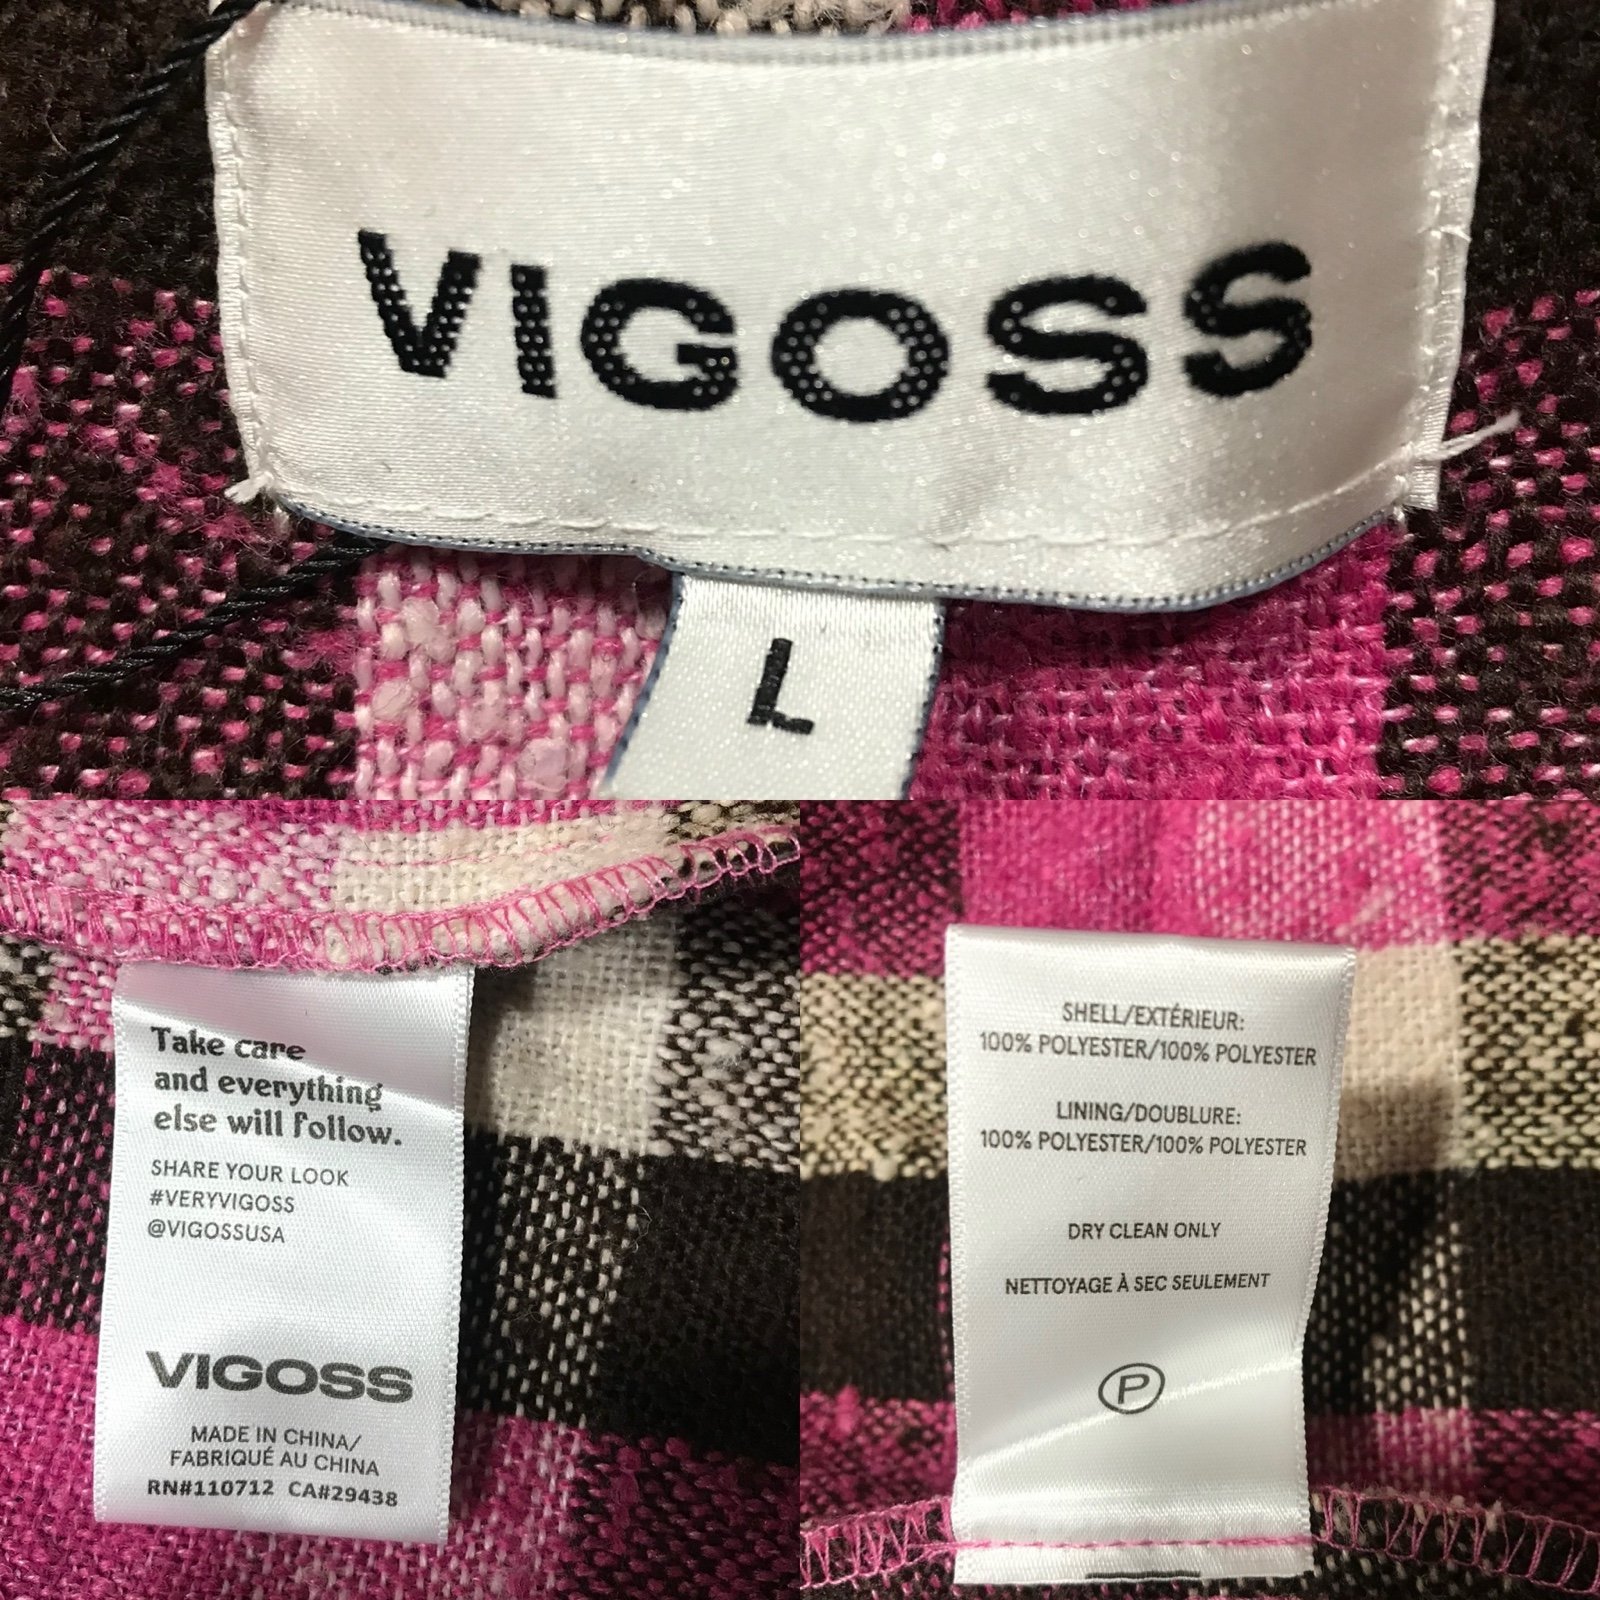 VIGOSS
L
Take care
and everything
else will follow.
SHARE YOUR LOOK
#VERYVIGOSS
@VIGOSSUSA
VIGOSS
MADE IN CHINA/
FABRIQUÉ AU CHINA
RN#110712 CA#29438
SHELL/EXTÉRIEUR:
100% POLYESTER/100% POLYESTER
LINING/DOUBLURE:
100% POLYESTER/100% POLYESTER
DRY CLEAN ONLY
NETTOYAGE À SEC SEULEMENT
P